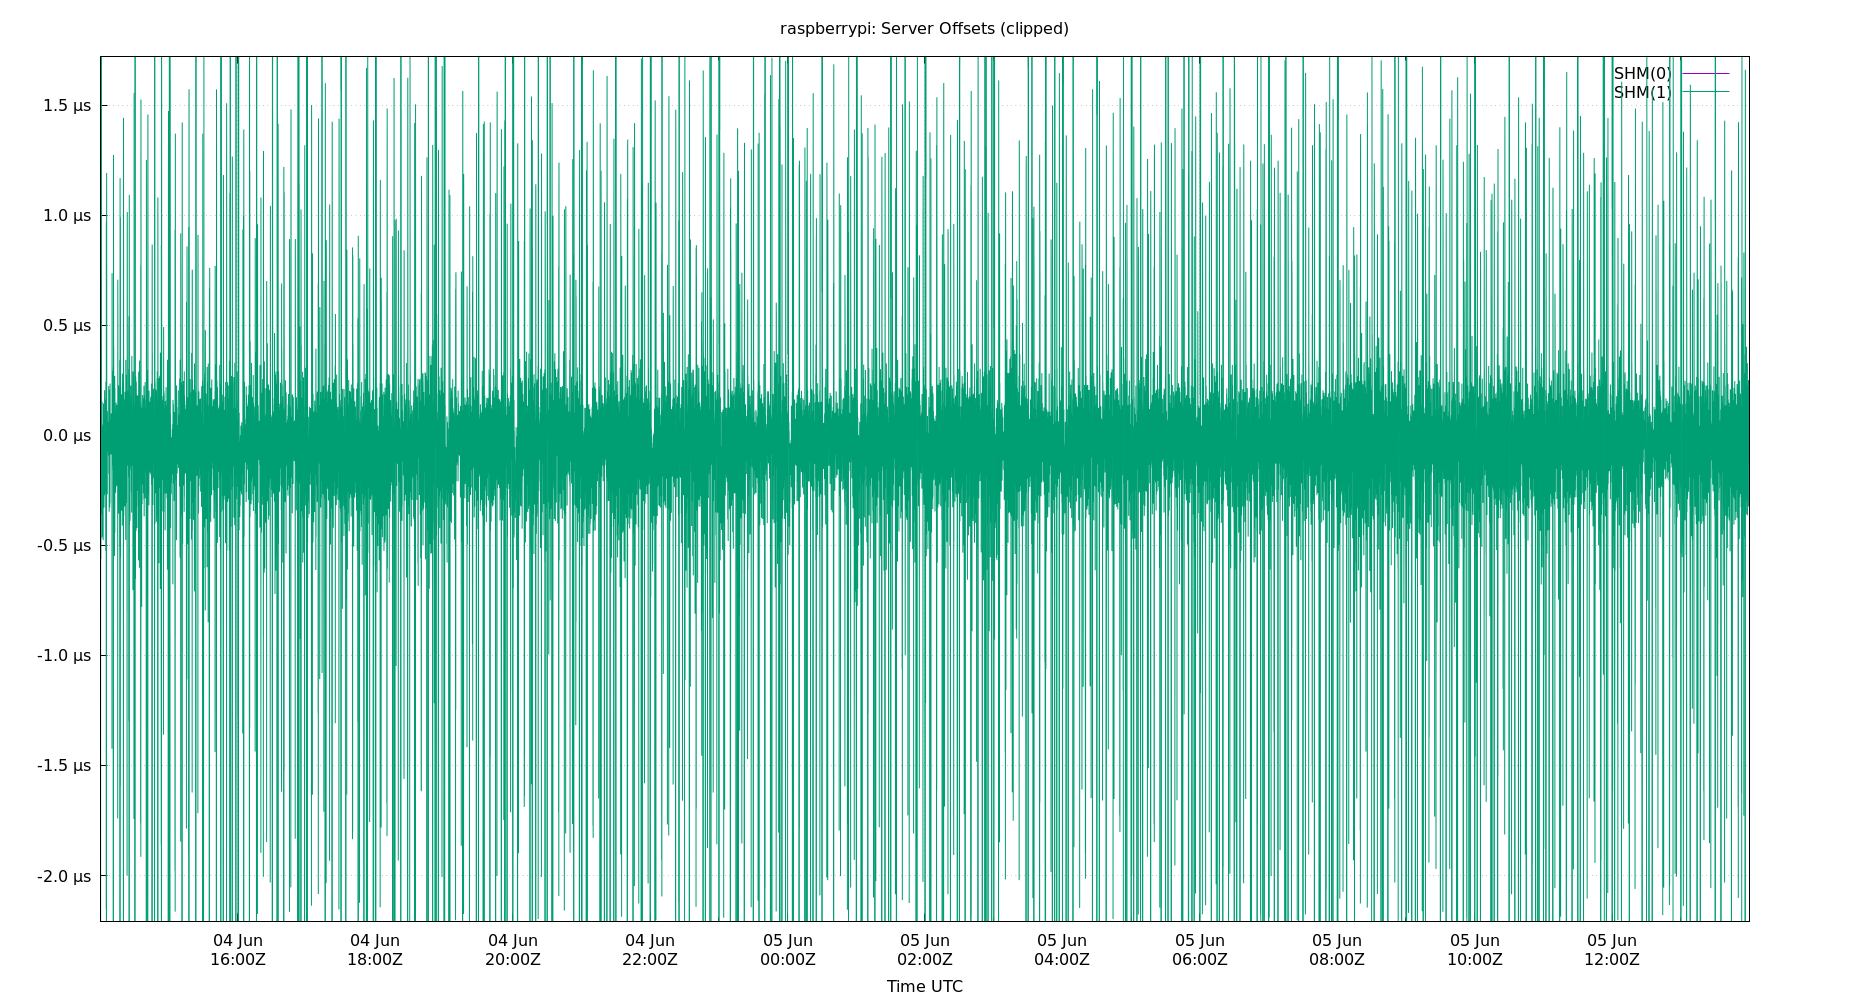 raspberrypi: Server Offsets (clipped)
SHM(0)
SHM(1)
1.5 µs
1.0 µs
0.5 µs
0.0 µs
-0.5 µs
-1.0 µs
-1.5 µs
-2.0 µs
04 Jun 04 Jun 04 Jun 04 Jun 05 Jun 05 Jun 05 Jun 05 Jun 05 Jun 05 Jun 05 Jun
16:00Z 18:00Z 20:00Z 22:00Z 00:00Z 02:00Z 04:00Z 06:00Z 08:00Z 10:00Z 12:00Z
Time UTC